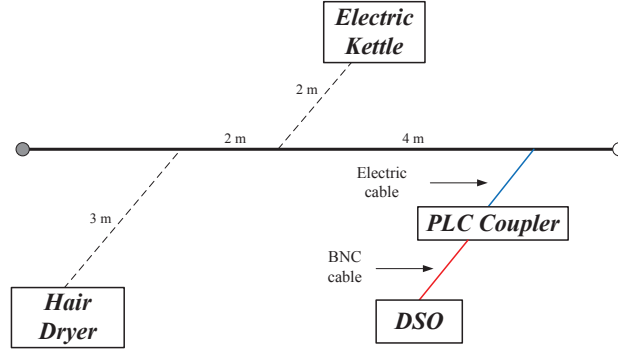 Electric
Kettle
2 m
2 m
4 m
Electric
cable
3 m
PLC Coupler
BNC
cable
Hair
Dryer
DSO